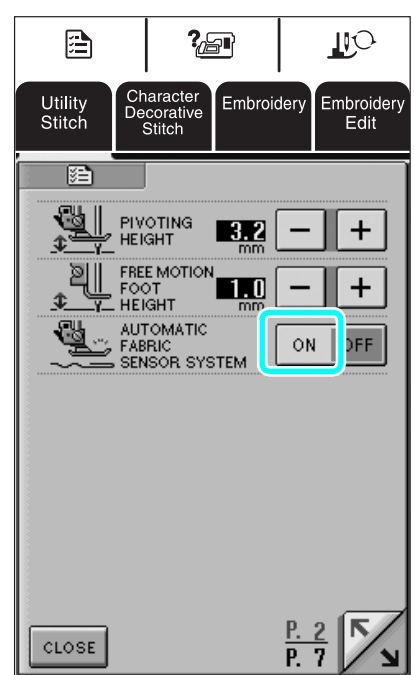 ?
Utility
Stitch
Character
Decorative
Stitch
Embroidery
Embroidery
Edit
PIVOTING
HEIGHT
3.2
mm
− +
FREE MOTION
FOOT
HEIGHT
1.0
mm
− +
AUTOMATIC
FABRIC
SENSOR SYSTEM
ON OFF
CLOSE
P. 2
P. 7